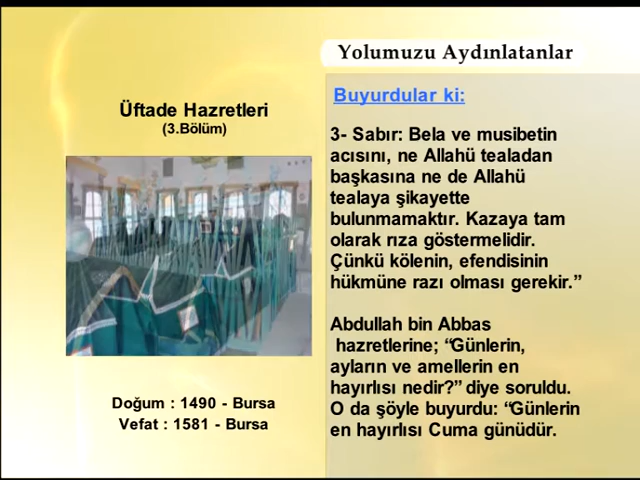 Yolumuzu Aydınlatanlar
Üftade Hazretleri
(3.Bölüm)
Doğum : 1490 - Bursa
Vefat : 1581 - Bursa
Buyurdular ki:
3- Sabır: Bela ve musibetin
acısını, ne Allahü tealadan
başkasına ne de Allahü
tealaya şikayette
bulunmamaktır. Kazaya tam
olarak rıza göstermelidir.
Çünkü kölenin, efendisinin
hükmüne razı olması gerekir.”
Abdullah bin Abbas
hazretlerine; “Günlerin,
ayların ve amellerin en
hayırlısı nedir?” diye soruldu.
O da şöyle buyurdu: “Günlerin
en hayırlısı Cuma günüdür.